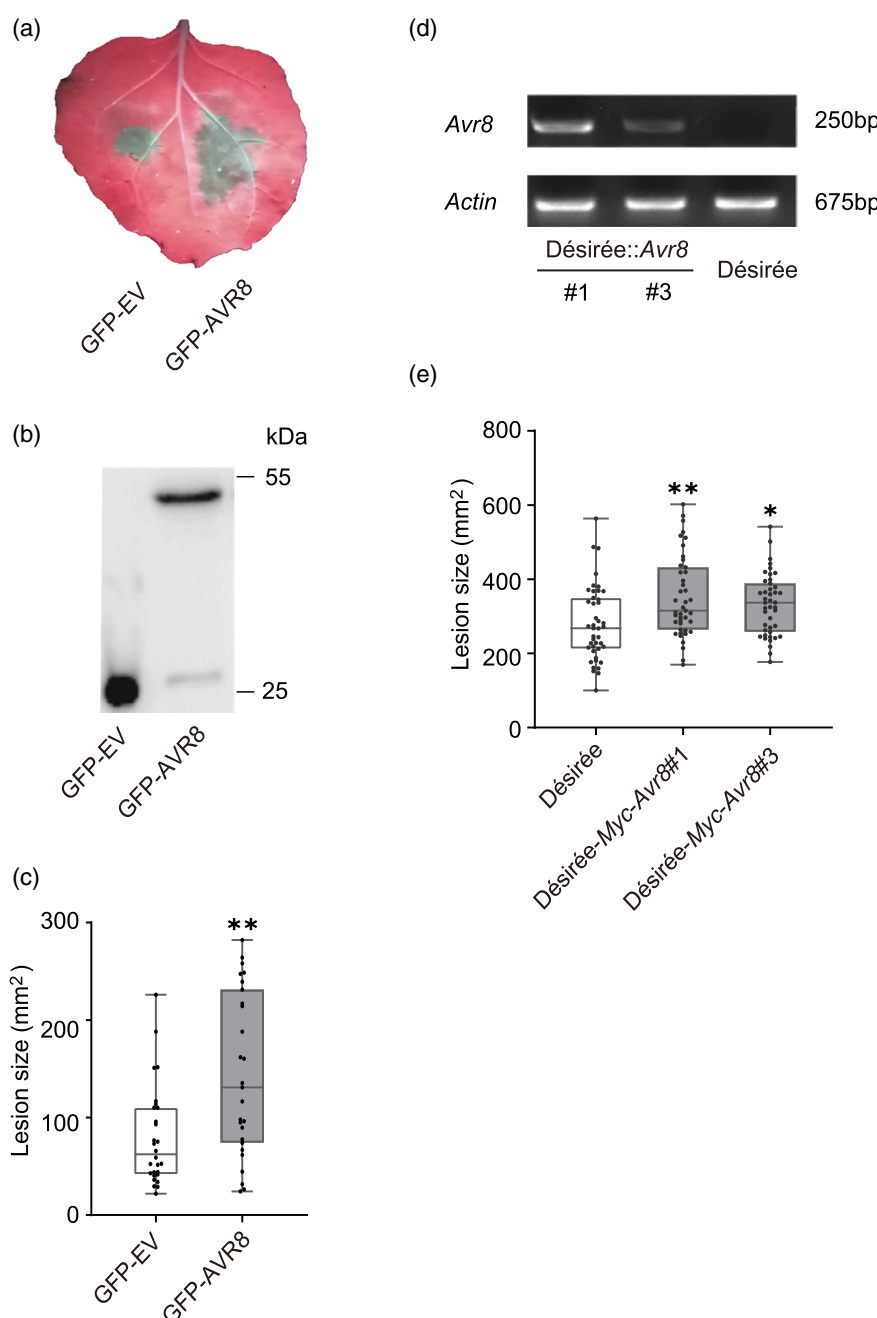 (a)
GFP-EV
GFP-AVR8
(b)
kDa
55
25
GFP-EV
GFP-AVR8
(c)
Lesion size (mm²)
300
200
100
0
**
GFP-EV
GFP-AVR8
(d)
Avr8
250bp
Actin
675bp
Désirée::Avr8
Désirée
#1
#3
(e)
Lesion size (mm²)
800
600
400
200
0
**
*
Désirée
Désirée-Myc-Avr8#1
Désirée-Myc-Avr8#3